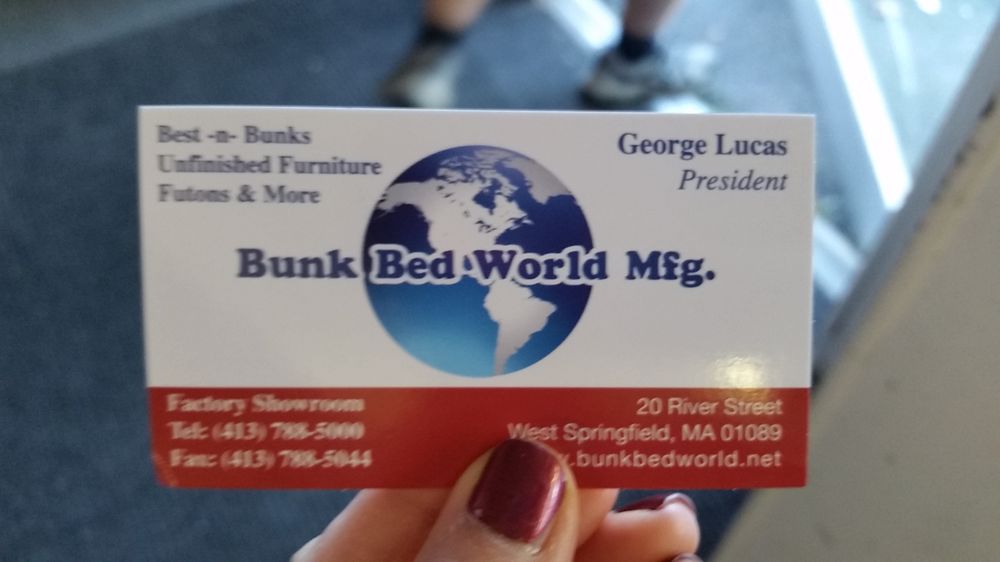 Best -n- Bunks
Unfinished Furniture
Futons & More
George Lucas
President
Bunk Bed World Mfg.
Factory Showroom
Tel: (413) 788-5000
Fax: (413) 788-5044
20 River Street
West Springfield, MA 01089
.bunkbedworld.net